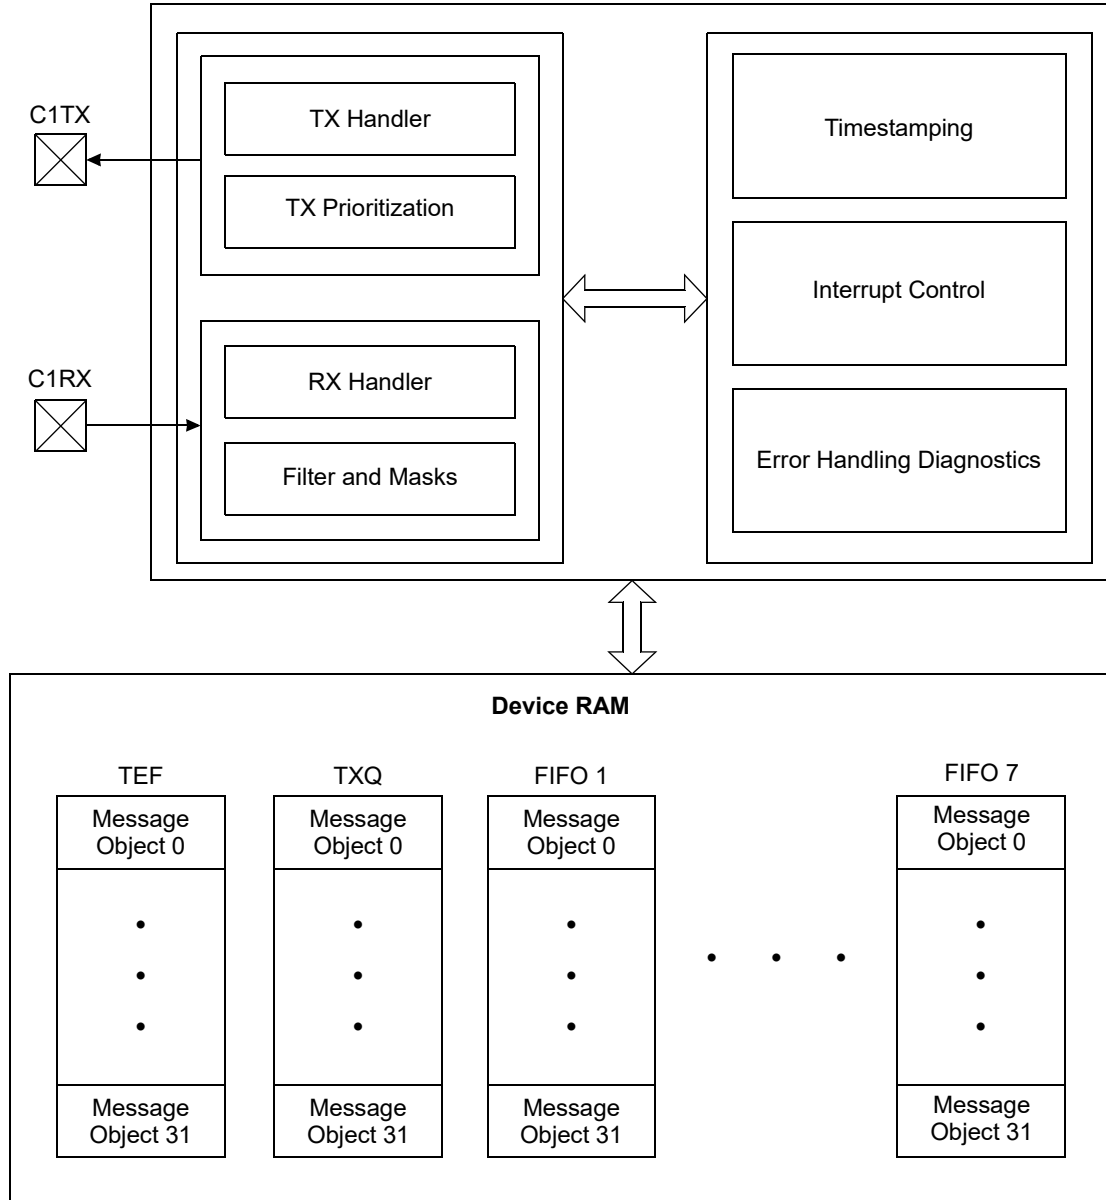 C1TX
TX Handler
TX Prioritization
C1RX
RX Handler
Filter and Masks
Timestamping
Interrupt Control
Error Handling Diagnostics
Device RAM
TEF
Message
Object 0
Message
Object 31
TXQ
Message
Object 0
Message
Object 31
FIFO 1
Message
Object 0
Message
Object 31
FIFO 7
Message
Object 0
Message
Object 31